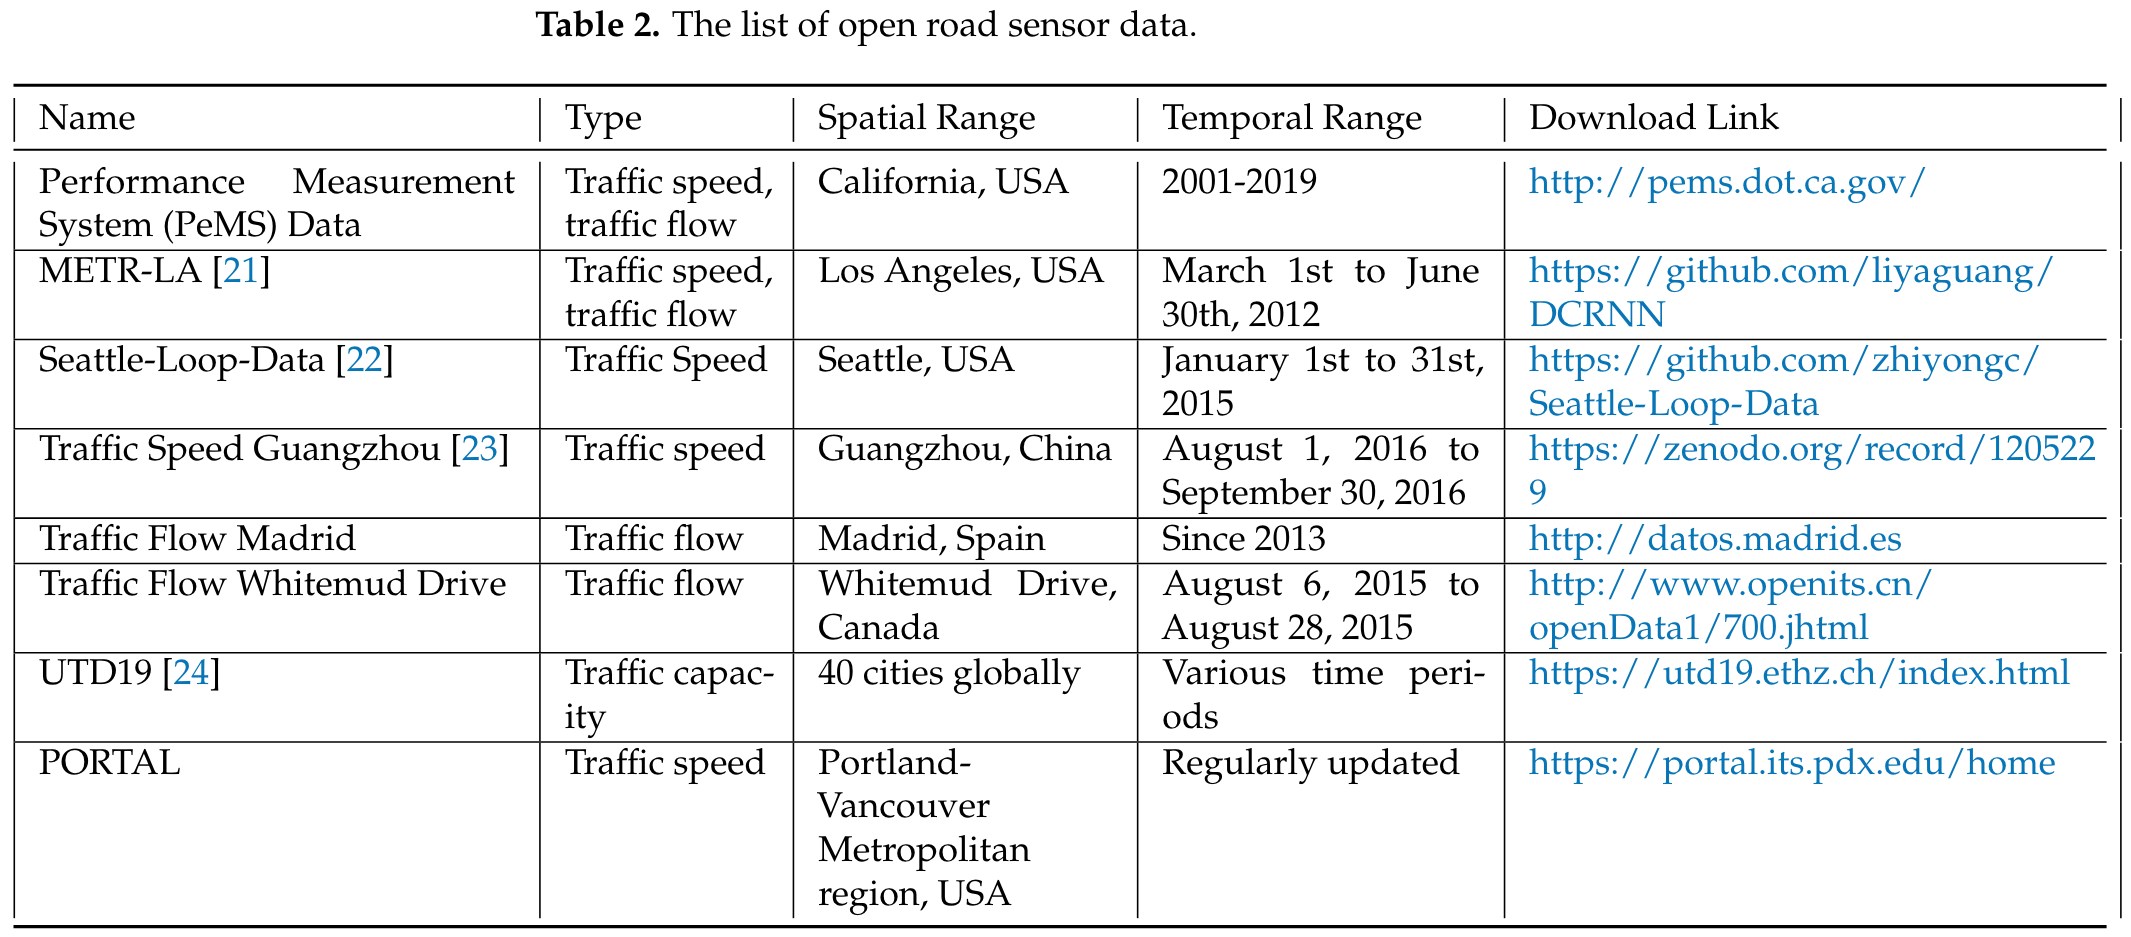 Table 2. The list of open road sensor data.
Name Type Spatial Range Temporal Range Download Link
Performance Measurement Traffic speed, California, USA 2001-2019 http://pems.dot.ca.gov/
System (PeMS) Data traffic flow
METR-LA [21] Traffic speed, Los Angeles, USA March 1st to June https://github.com/liyaguang/
traffic flow 30th, 2012 DCRNN
Seattle-Loop-Data [22] Traffic Speed Seattle, USA January 1st to 31st, https://github.com/zhiyongc/
2015 Seattle-Loop-Data
Traffic Speed Guangzhou [23] Traffic speed Guangzhou, China August 1, 2016 to https://zenodo.org/record/120522
September 30, 2016 9
Traffic Flow Madrid Traffic flow Madrid, Spain Since 2013 http://datos.madrid.es
Traffic Flow Whitemud Drive Traffic flow Whitemud Drive, August 6, 2015 to http://www.openits.cn/
Canada August 28, 2015 openData1/700.jhtml
UTD19 [24] Traffic capac- 40 cities globally Various time peri- https://utd19.ethz.ch/index.html
ity ods
PORTAL Traffic speed Portland- Regularly updated https://portal.its.pdx.edu/home
Vancouver
Metropolitan
region, USA